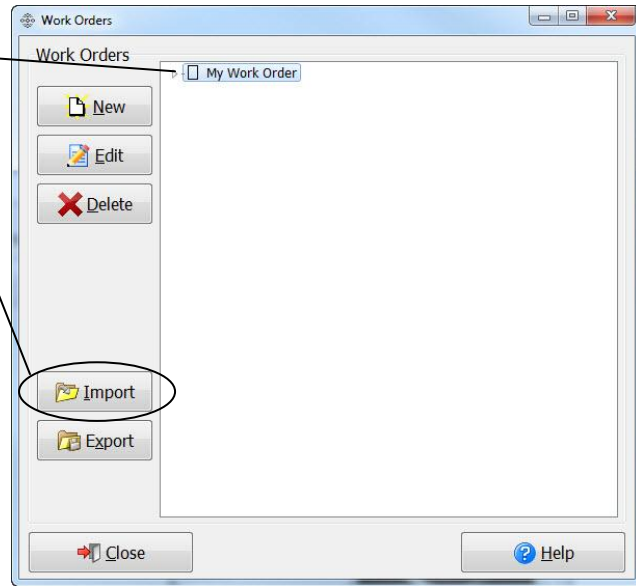 Work Orders
Work Orders
My Work Order
New
Edit
Delete
Import
Export
Close
Help